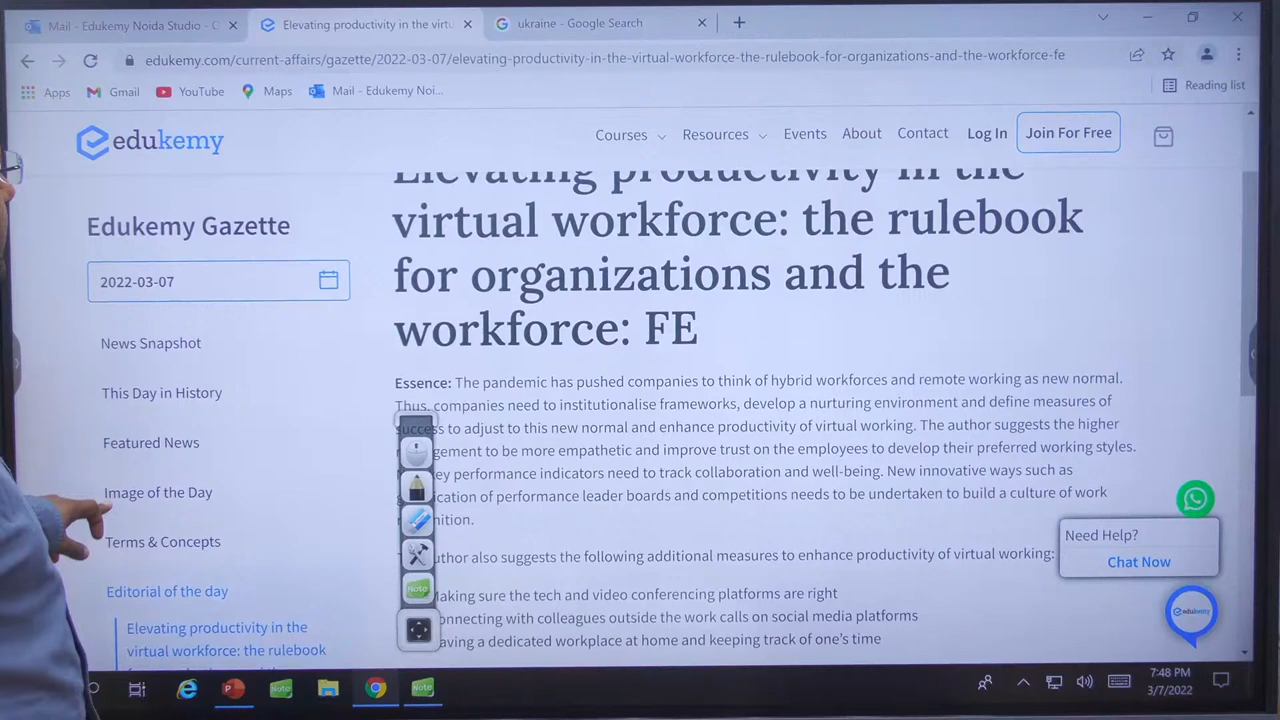 Mail - Edukemy Noida Studio - C
Elevating productivity in the virtu
ukraine - Google Search
edukemy.com/current-affairs/gazette/2022-03-07/elevating-productivity-in-the-virtual-workforce-the-rulebook-for-organizations-and-the-workforce-fe
Apps
Gmail
YouTube
Maps
Mail - Edukemy Noi...
Reading list
edukemy
Courses
Resources
Events
About
Contact
Log In
Join For Free
Edukemy Gazette
2022-03-07
News Snapshot
This Day in History
Featured News
Image of the Day
Terms & Concepts
Editorial of the day
Elevating productivity in the
virtual workforce: the rulebook
Elevating productivity in the
virtual workforce: the rulebook
for organizations and the
workforce: FE
Essence: The pandemic has pushed companies to think of hybrid workforces and remote working as new normal.
Thus, companies need to institutionalise frameworks, develop a nurturing environment and define measures of
success to adjust to this new normal and enhance productivity of virtual working. The author suggests the higher
gement to be more empathetic and improve trust on the employees to develop their preferred working styles.
key performance indicators need to track collaboration and well-being. New innovative ways such as
ication of performance leader boards and competitions needs to be undertaken to build a culture of work
nition.
uthor also suggests the following additional measures to enhance productivity of virtual working:
aking sure the tech and video conferencing platforms are right
onnecting with colleagues outside the work calls on social media platforms
aving a dedicated workplace at home and keeping track of one's time
Note
Need Help?
Chat Now
edukemy
Note
Note
7:48 PM
3/7/2022